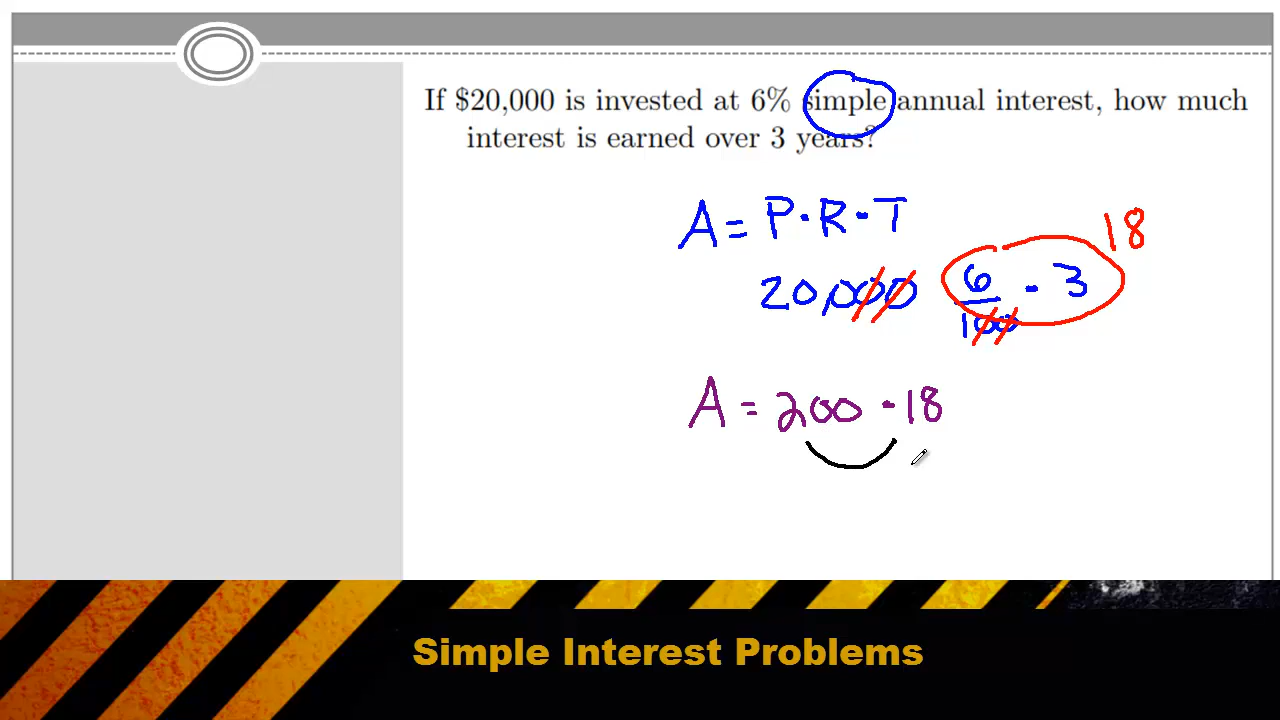 If $20,000 is invested at 6% simple annual interest, how much
interest is earned over 3 years?
A = P · R · T
18
20,000 6/100 · 3
A = 200 · 18
Simple Interest Problems